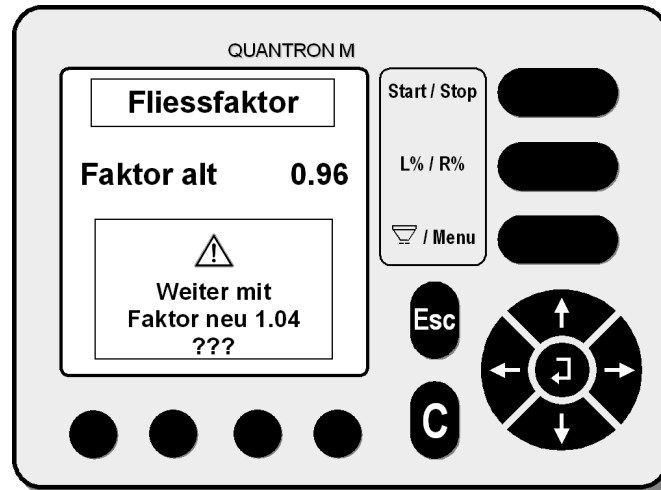 QUANTRON M
Fliessfaktor
Faktor alt 0.96
Weiter mit
Faktor neu 1.04
???
Start / Stop
L% / R%
/ Menu
Esc
C